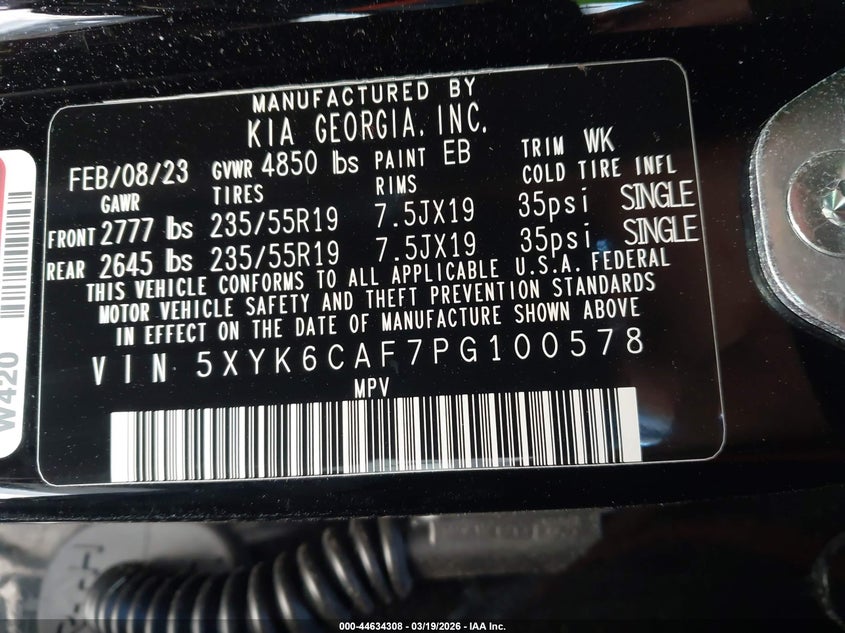 MANUFACTURED BY
KIA GEORGIA. INC.
FEB/08/23 GVWR 4850 lbs PAINT EB TRIM WK
GAWR TIRES RIMS COLD TIRE INFL
FRONT 2777 lbs 235/55R19 7.5JX19 35psi SINGLE
REAR 2645 lbs 235/55R19 7.5JX19 35psi SINGLE
THIS VEHICLE CONFORMS TO ALL APPLICABLE U.S.A. FEDERAL
MOTOR VEHICLE SAFETY AND THEFT PREVENTION STANDARDS
IN EFFECT ON THE DATE OF MANUFACTURE SHOWN ABOVE
VIN 5XYK6CAF7PG100578
MPV
W420
000-44634308 - 03/19/2026 - IAA Inc.